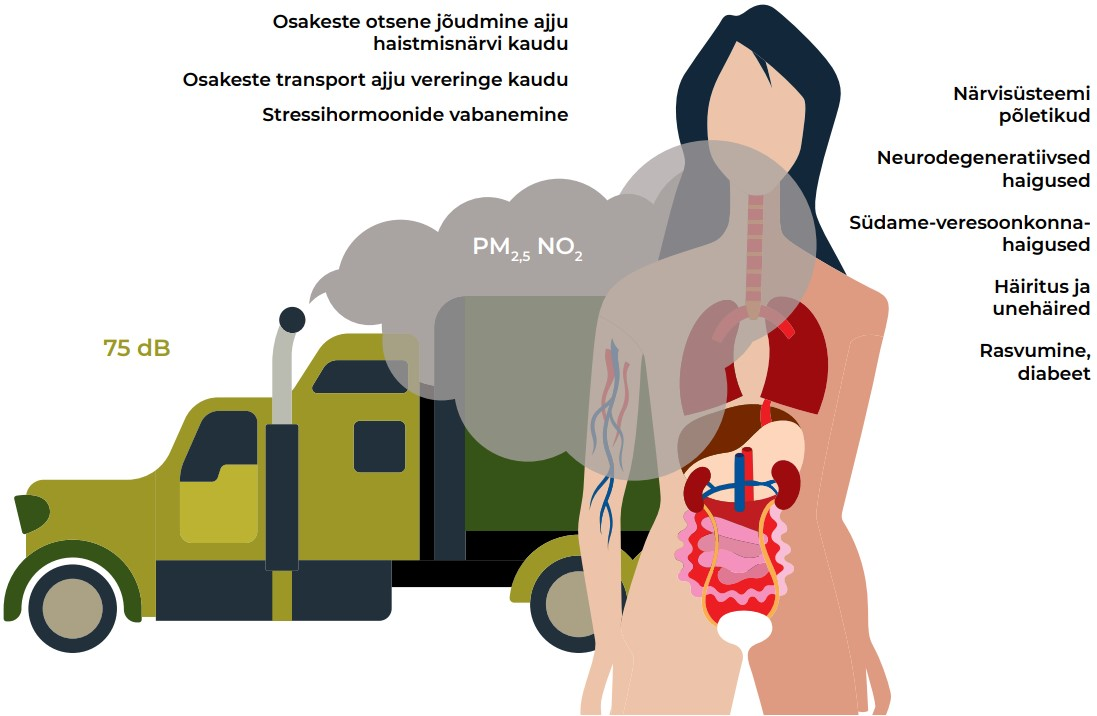 Osakeste otsene jõudmine ajju
haistmisnärvi kaudu
Osakeste transport ajju vereringe kaudu
Stressihormoonide vabanemine
Närvisüsteemi
põletikud
Neurodegeneratiivsed
haigused
Südame-veresoonkonna-
haigused
Häiritus ja
unehäired
Rasvumine,
diabeet
PM2,5 NO2
75 dB